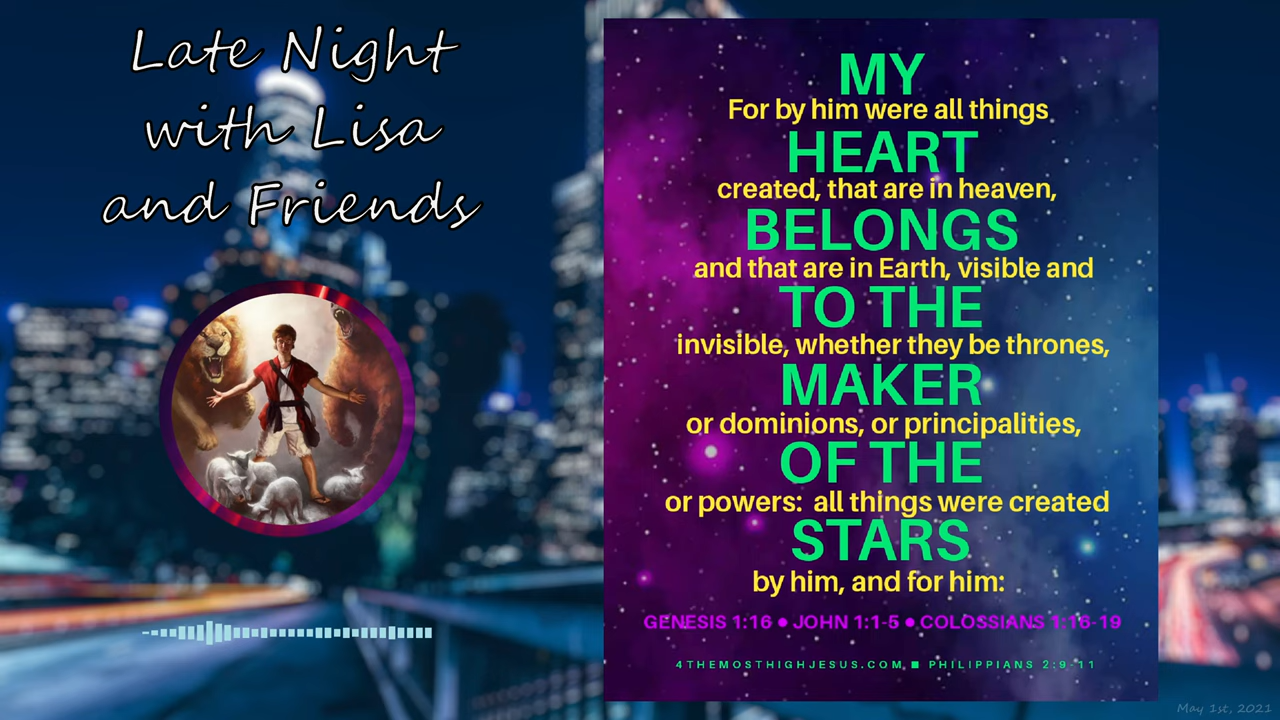 Late Night
with Lisa
and Friends
MY
For by him were all things
HEART
created, that are in heaven,
BELONGS
and that are in Earth, visible and
TO THE
invisible, whether they be thrones,
MAKER
or dominions, or principalities,
OF THE
or powers:  all things were created
STARS
by him, and for him:
GENESIS 1:16 ● JOHN 1:1-5 ● COLOSSIANS 1:16-19
4THEMOSTHIGHJESUS.COM ■ PHILIPPIANS 2:9-11
May 1st, 2021